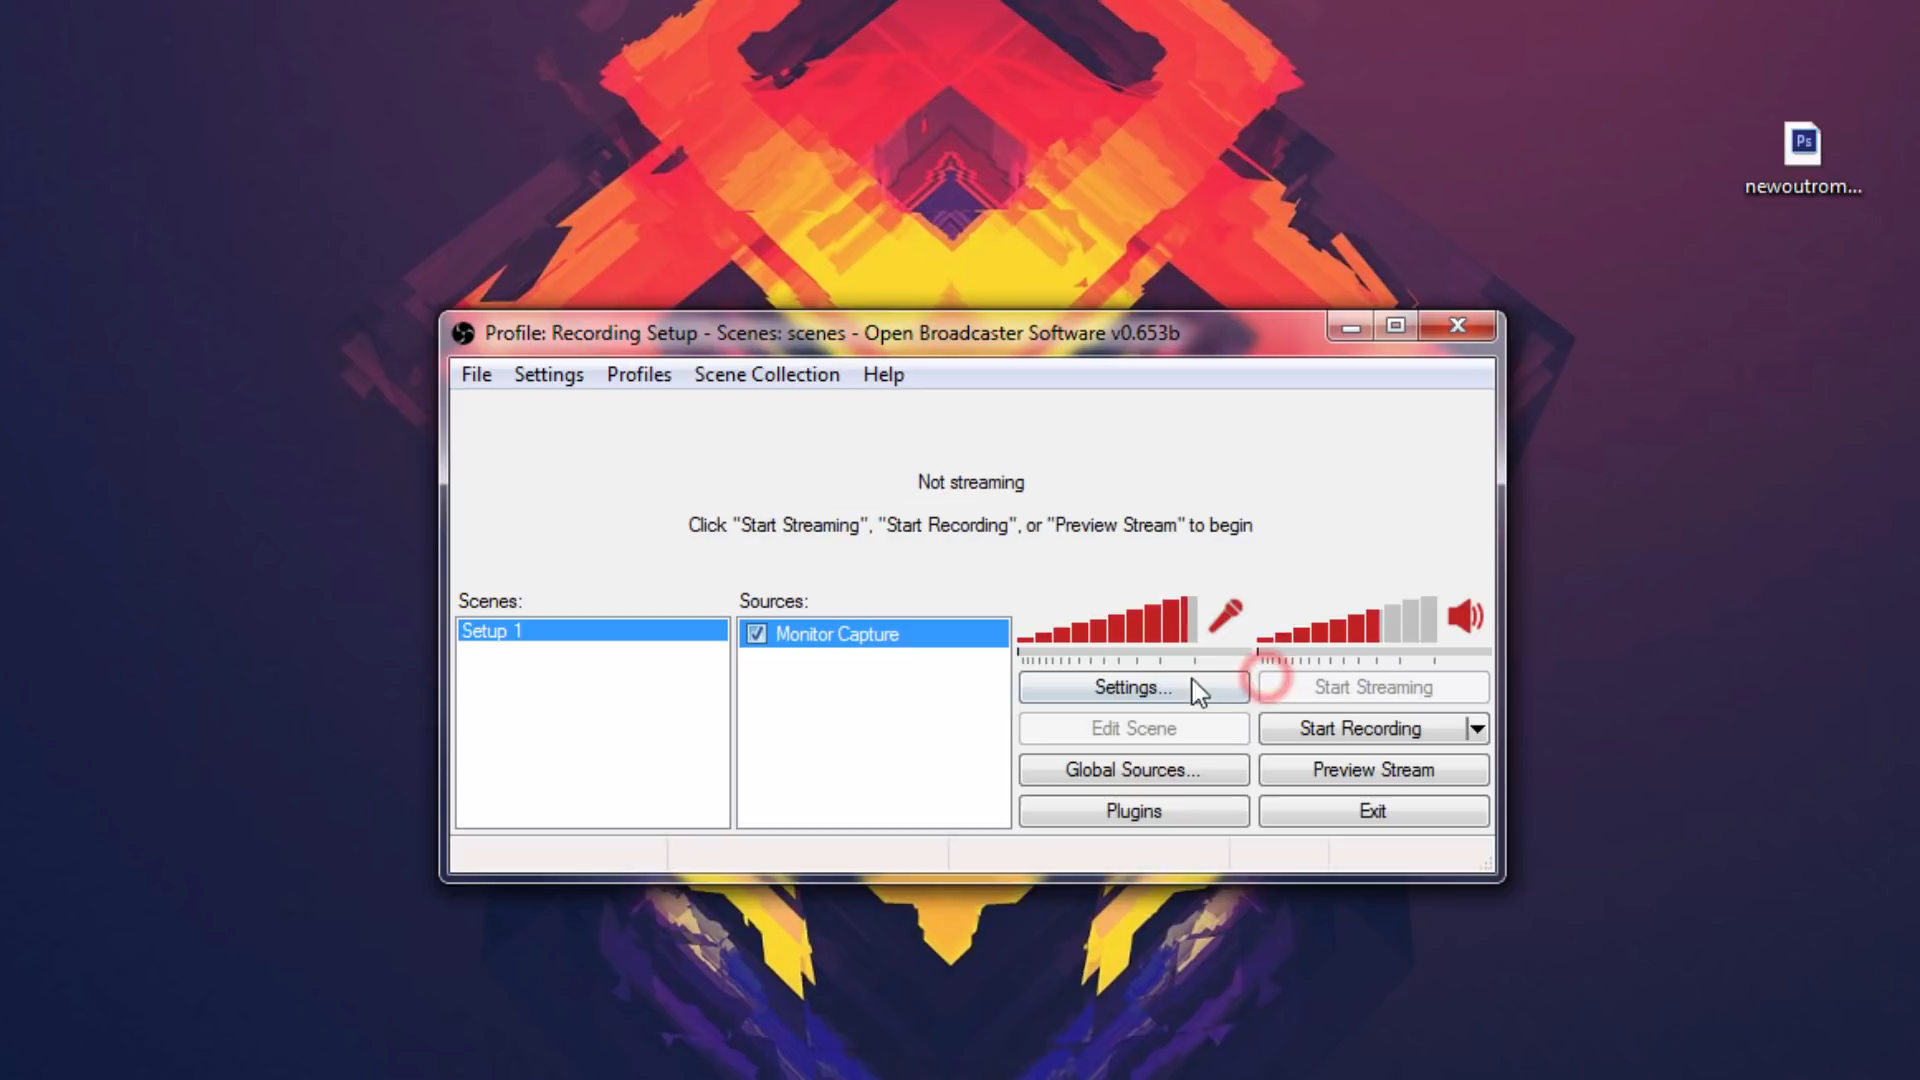 Ps
newoutrom...
Profile: Recording Setup - Scenes: scenes - Open Broadcaster Software v0.653b
File Settings Profiles Scene Collection Help
Not streaming
Click "Start Streaming", "Start Recording", or "Preview Stream" to begin
Scenes:
Setup 1
Sources:
Monitor Capture
Settings...
Start Streaming
Edit Scene
Start Recording
Global Sources...
Preview Stream
Plugins
Exit